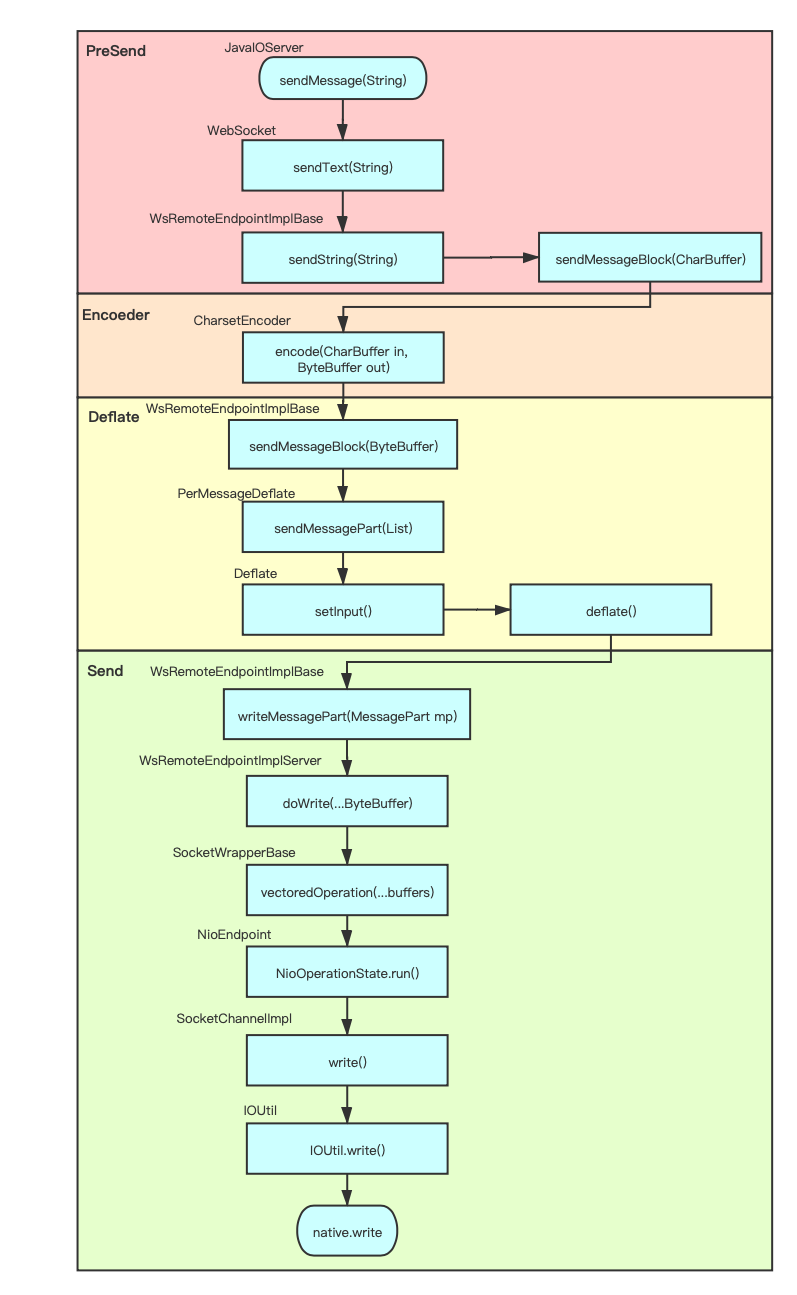 PreSend
JavaIOServer
sendMessage(String)
WebSocket
sendText(String)
WsRemoteEndpointImplBase
sendString(String)
sendMessageBlock(CharBuffer)
Encoeder
CharsetEncoder
encode(CharBuffer in,
ByteBuffer out)
Deflate
WsRemoteEndpointImplBase
sendMessageBlock(ByteBuffer)
PerMessageDeflate
sendMessagePart(List)
Deflate
setInput()
deflate()
Send
WsRemoteEndpointImplBase
writeMessagePart(MessagePart mp)
WsRemoteEndpointImplServer
doWrite(...ByteBuffer)
SocketWrapperBase
vectoredOperation(...buffers)
NioEndpoint
NioOperationState.run()
SocketChannelImpl
write()
IOUtil
IOUtil.write()
native.write